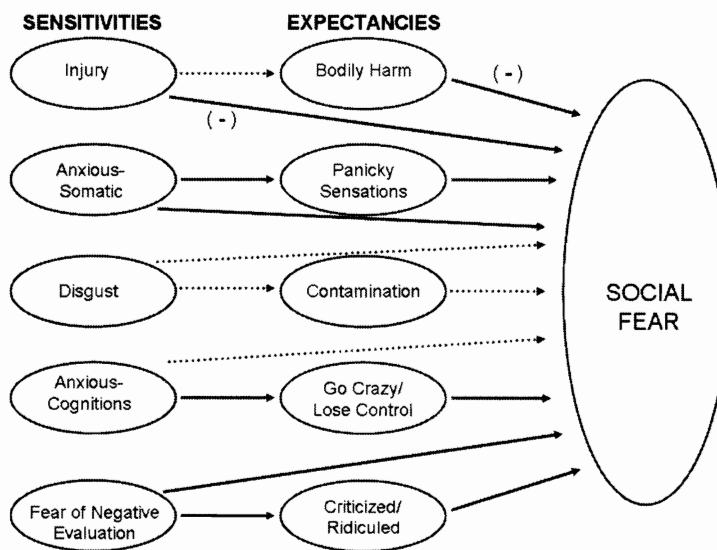 SENSITIVITIES EXPECTANCIES
Injury
Bodily Harm
( - )
( - )
Anxious-
Somatic
Panicky
Sensations
Disgust
Contamination
SOCIAL
FEAR
Anxious-
Cognitions
Go Crazy/
Lose Control
Fear of Negative
Evaluation
Criticized/
Ridiculed